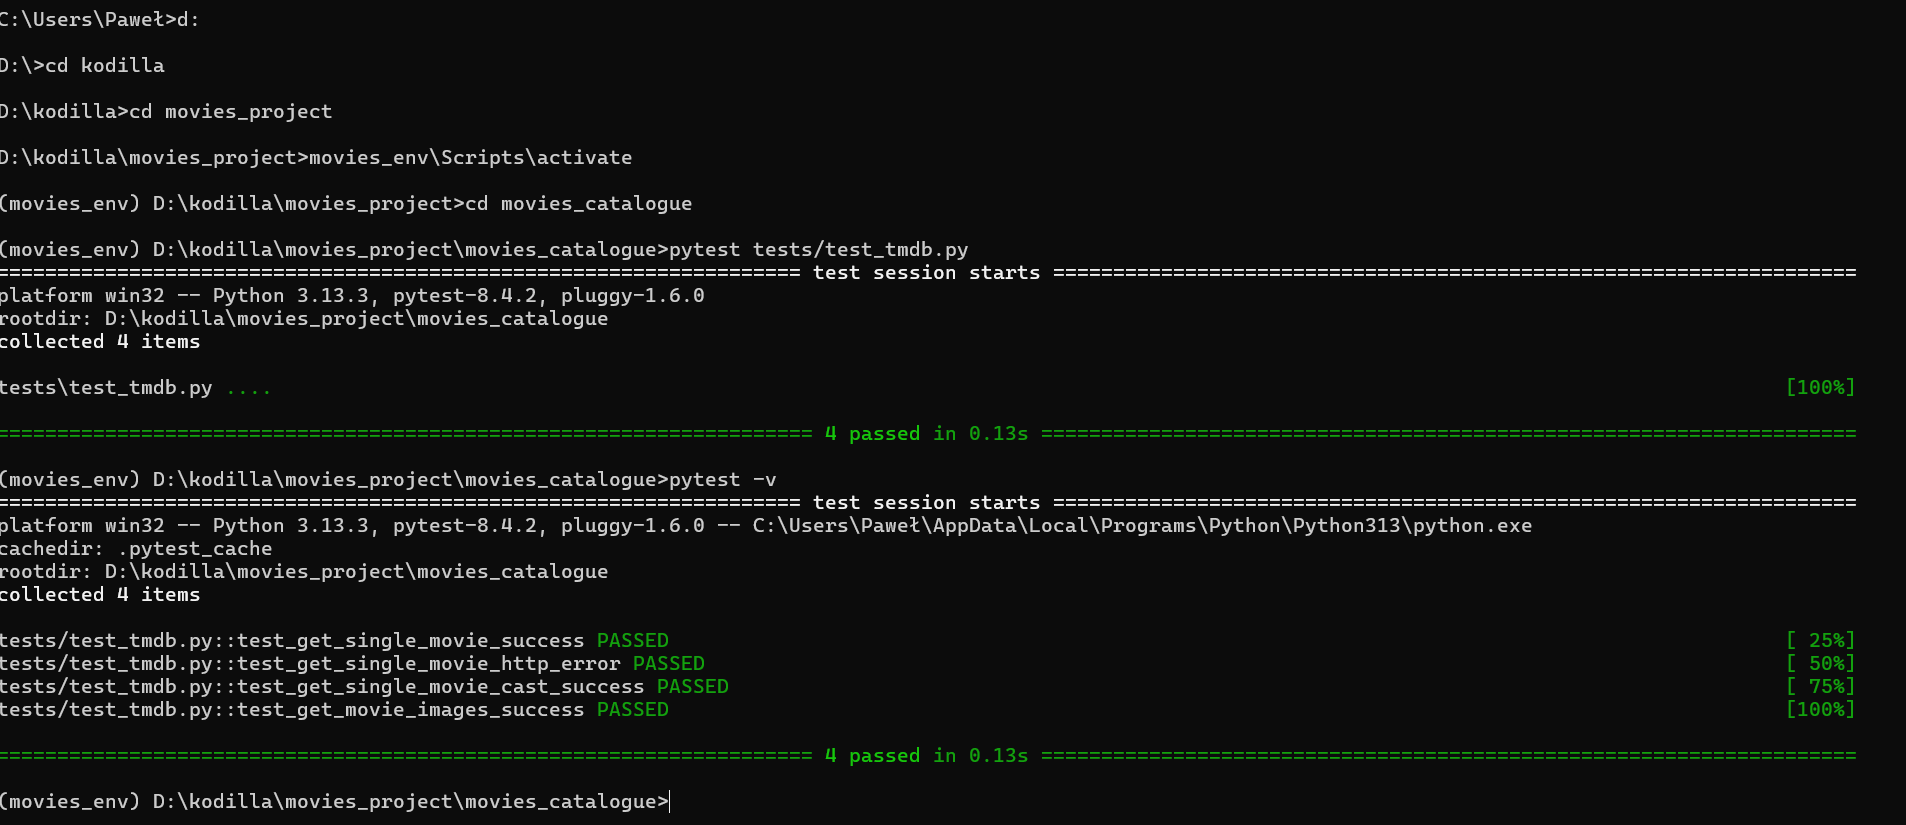 C:\Users\Paweł>d:
D:\>cd kodilla
D:\kodilla>cd movies_project
D:\kodilla\movies_project>movies_env\Scripts\activate
(movies_env) D:\kodilla\movies_project>cd movies_catalogue
(movies_env) D:\kodilla\movies_project\movies_catalogue>pytest tests/test_tmdb.py
=================================================================== test session starts ===================================================================
platform win32 -- Python 3.13.3, pytest-8.4.2, pluggy-1.6.0
rootdir: D:\kodilla\movies_project\movies_catalogue
collected 4 items
tests\test_tmdb.py .... [100%]
==================================================================== 4 passed in 0.13s ====================================================================
(movies_env) D:\kodilla\movies_project\movies_catalogue>pytest -v
=================================================================== test session starts ===================================================================
platform win32 -- Python 3.13.3, pytest-8.4.2, pluggy-1.6.0 -- C:\Users\Paweł\AppData\Local\Programs\Python\Python313\python.exe
cachedir: .pytest_cache
rootdir: D:\kodilla\movies_project\movies_catalogue
collected 4 items
tests/test_tmdb.py::test_get_single_movie_success PASSED [ 25%]
tests/test_tmdb.py::test_get_single_movie_http_error PASSED [ 50%]
tests/test_tmdb.py::test_get_single_movie_cast_success PASSED [ 75%]
tests/test_tmdb.py::test_get_movie_images_success PASSED [100%]
==================================================================== 4 passed in 0.13s ====================================================================
(movies_env) D:\kodilla\movies_project\movies_catalogue>